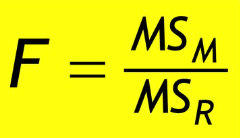 F = MS_M / MS_R